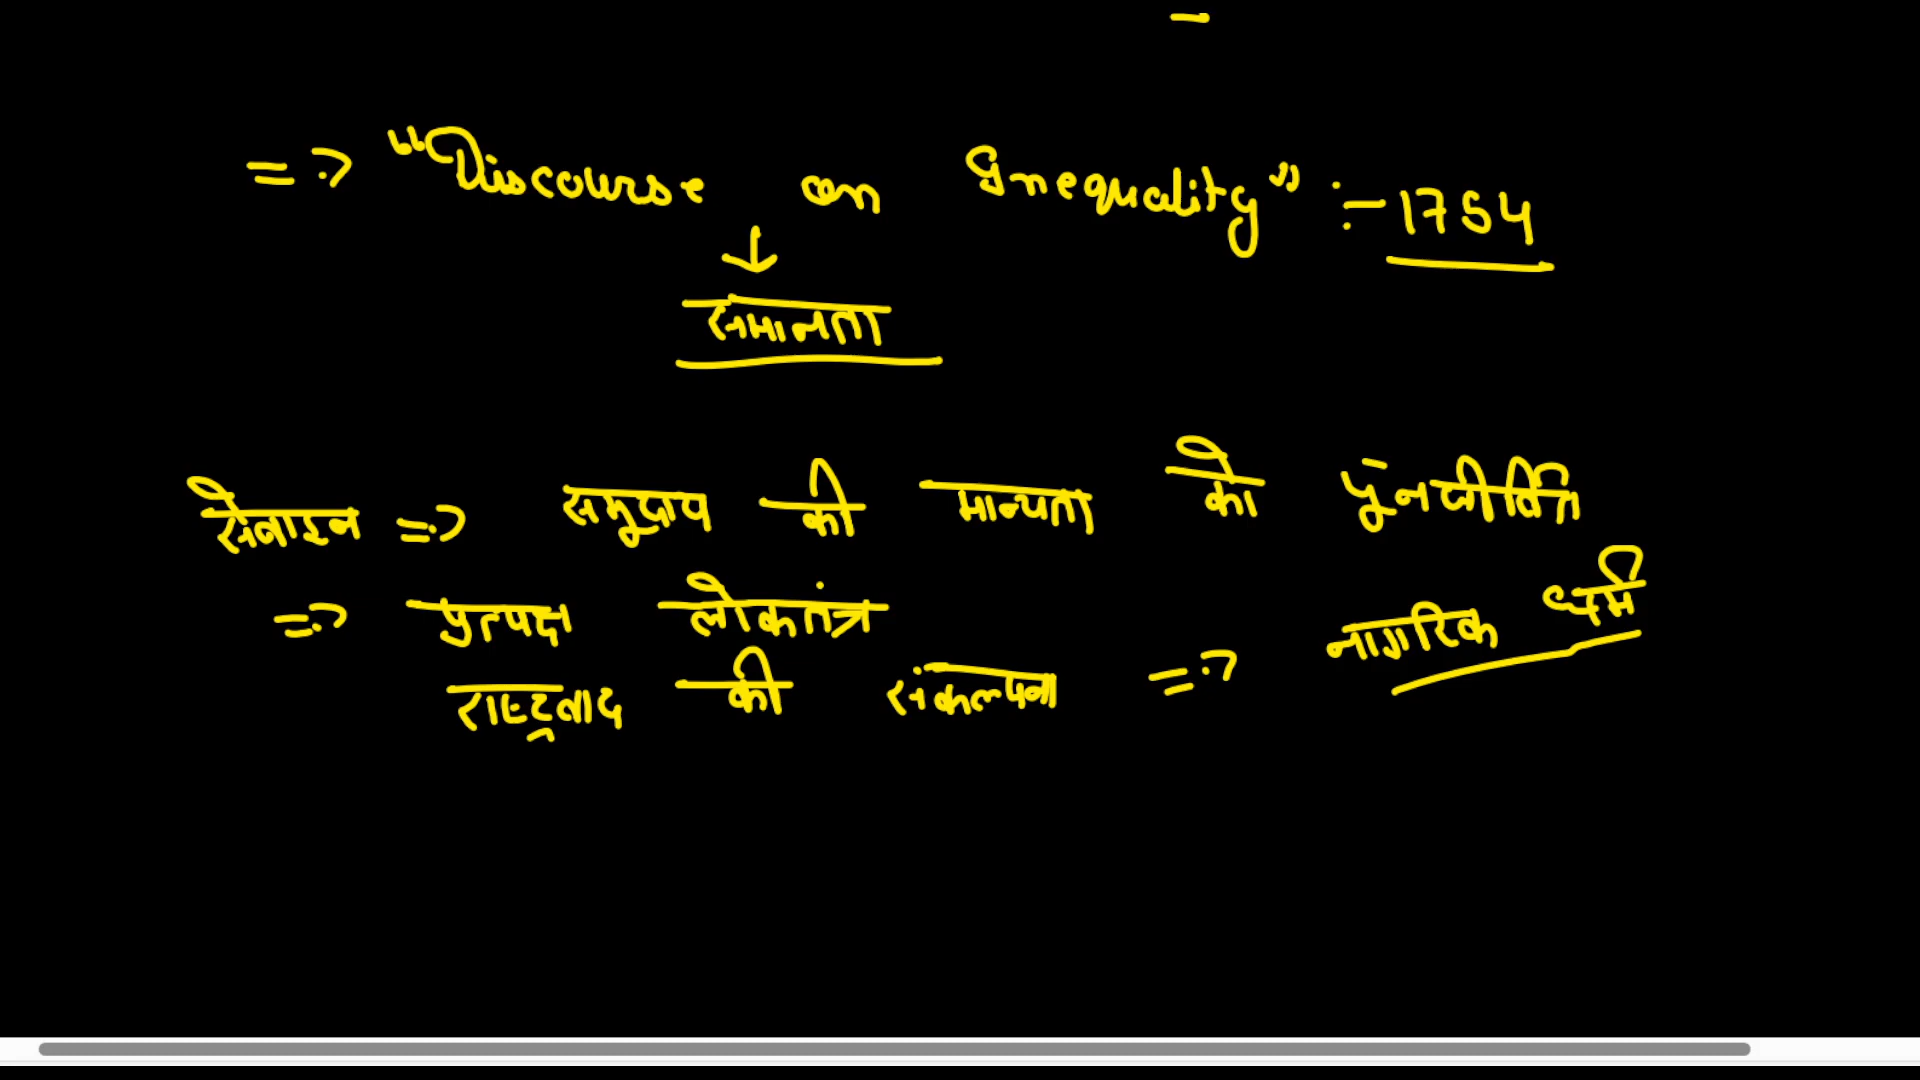 => "Discourse on Inequality" :- 1754
↓
समानता
सेबाइन => समुदाय की मान्यता को पुंनर्जीवित
=> प्रत्यक्ष लोकतंत्र
राष्ट्रवाद की संकल्पना => नागरिक धर्म